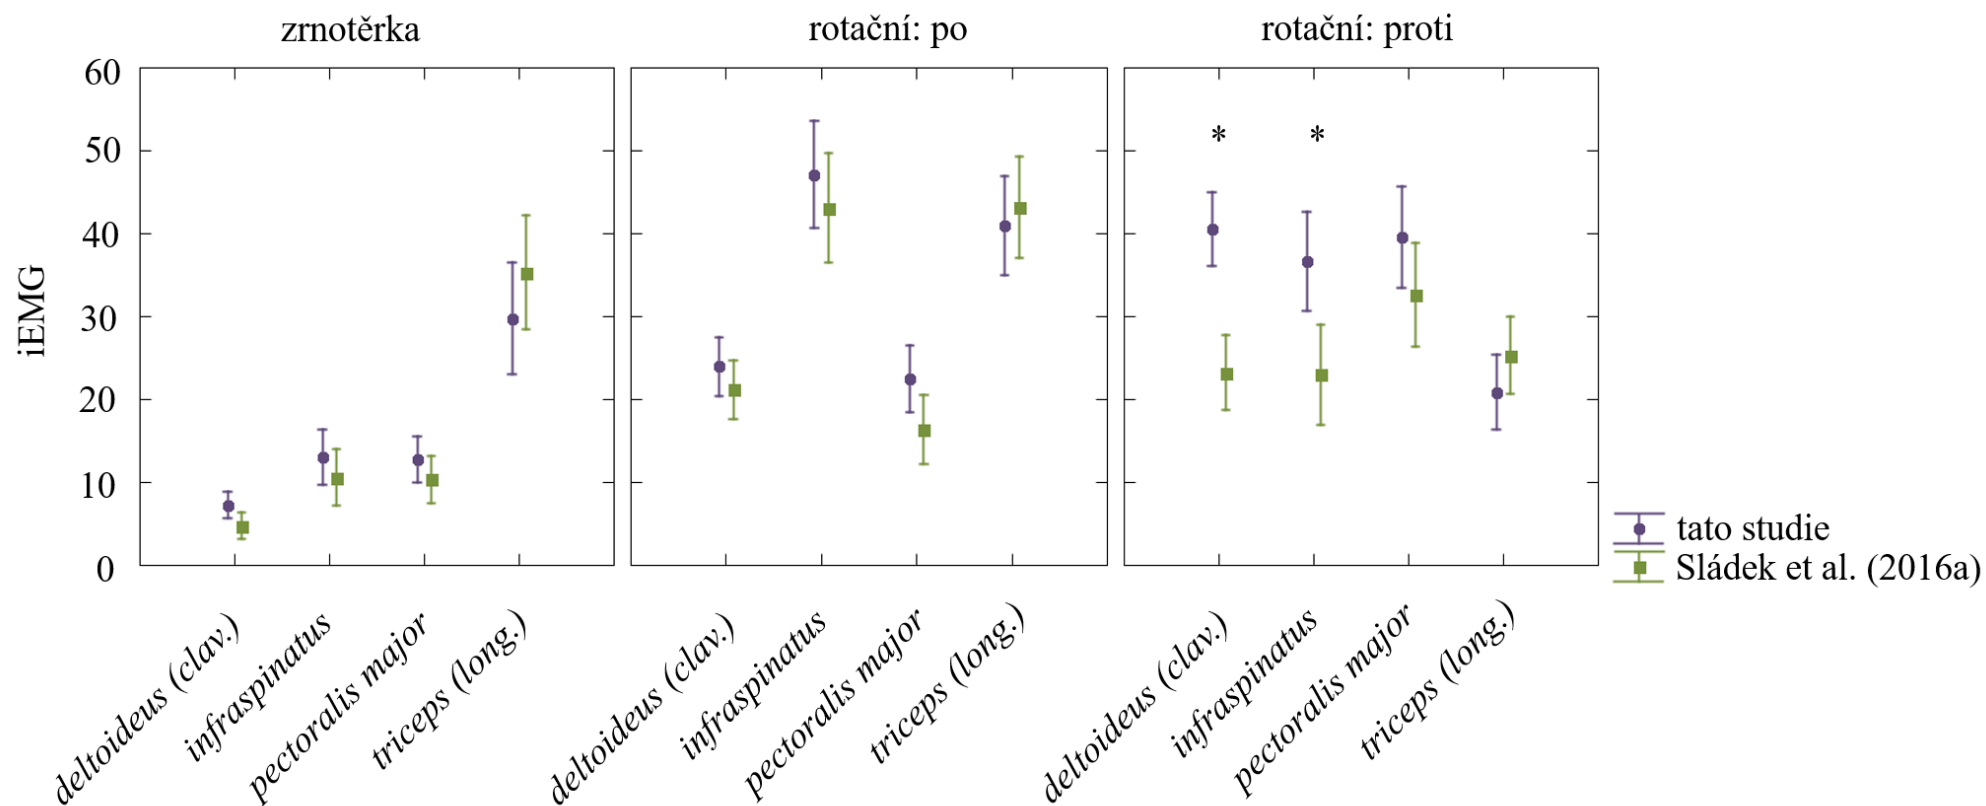 zrnotěrka
rotační: po
rotační: proti
60
50
40
30
20
10
0
iEMG
* *
deltoideus (clav.)
infraspinatus
pectoralis major
triceps (long.)
deltoideus (clav.)
infraspinatus
pectoralis major
triceps (long.)
deltoideus (clav.)
infraspinatus
pectoralis major
triceps (long.)
tato studie
Sládek et al. (2016a)